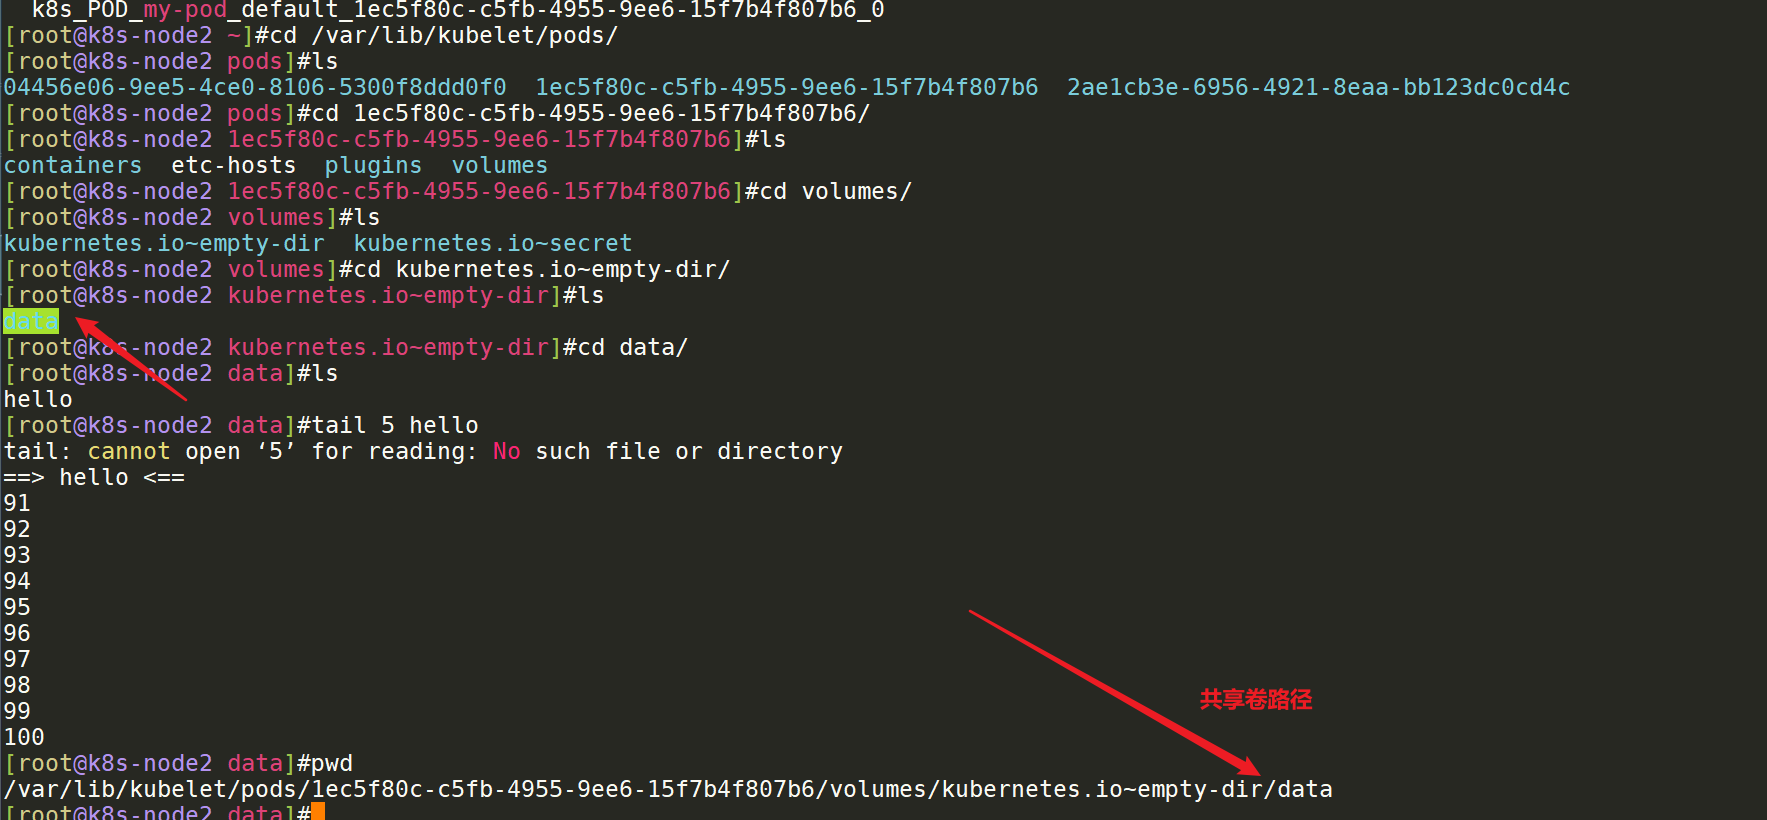 k8s_POD_my-pod_default_1ec5f80c-c5fb-4955-9ee6-15f7b4f807b6_0
[root@k8s-node2 ~]#cd /var/lib/kubelet/pods/
[root@k8s-node2 pods]#ls
04456e06-9ee5-4ce0-8106-5300f8ddd0f0  1ec5f80c-c5fb-4955-9ee6-15f7b4f807b6  2ae1cb3e-6956-4921-8eaa-bb123dc0cd4c
[root@k8s-node2 pods]#cd 1ec5f80c-c5fb-4955-9ee6-15f7b4f807b6/
[root@k8s-node2 1ec5f80c-c5fb-4955-9ee6-15f7b4f807b6]#ls
containers  etc-hosts  plugins  volumes
[root@k8s-node2 1ec5f80c-c5fb-4955-9ee6-15f7b4f807b6]#cd volumes/
[root@k8s-node2 volumes]#ls
kubernetes.io~empty-dir  kubernetes.io~secret
[root@k8s-node2 volumes]#cd kubernetes.io~empty-dir/
[root@k8s-node2 kubernetes.io~empty-dir]#ls
data
[root@k8s-node2 kubernetes.io~empty-dir]#cd data/
[root@k8s-node2 data]#ls
hello
[root@k8s-node2 data]#tail 5 hello
tail: cannot open ‘5’ for reading: No such file or directory
==> hello <==
91
92
93
94
95
96
97
98
共享卷路径
99
100
[root@k8s-node2 data]#pwd
/var/lib/kubelet/pods/1ec5f80c-c5fb-4955-9ee6-15f7b4f807b6/volumes/kubernetes.io~empty-dir/data
[root@k8s-node2 data]#